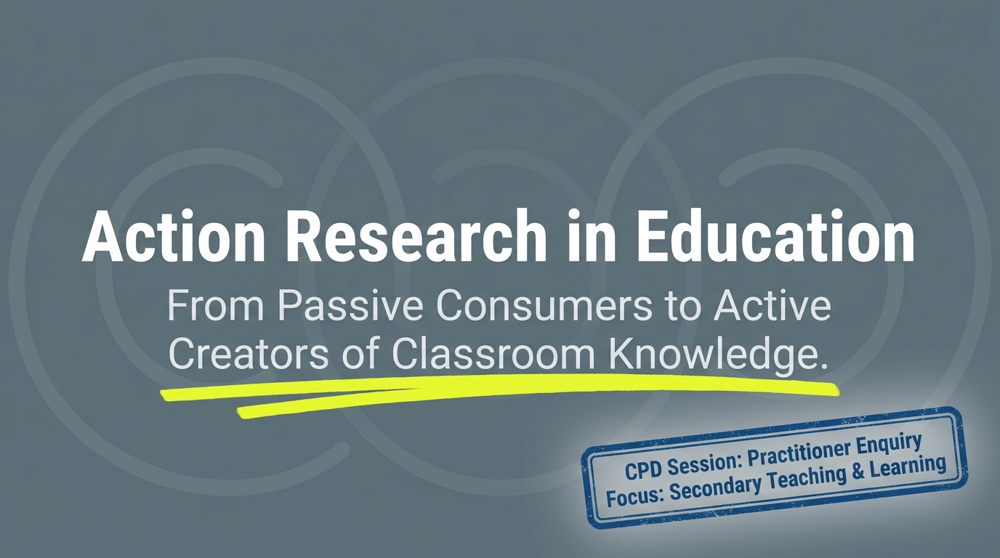 Action Research in Education
From Passive Consumers to Active
Creators of Classroom Knowledge.
CPD Session: Practitioner Enquiry
Focus: Secondary Teaching & Learning